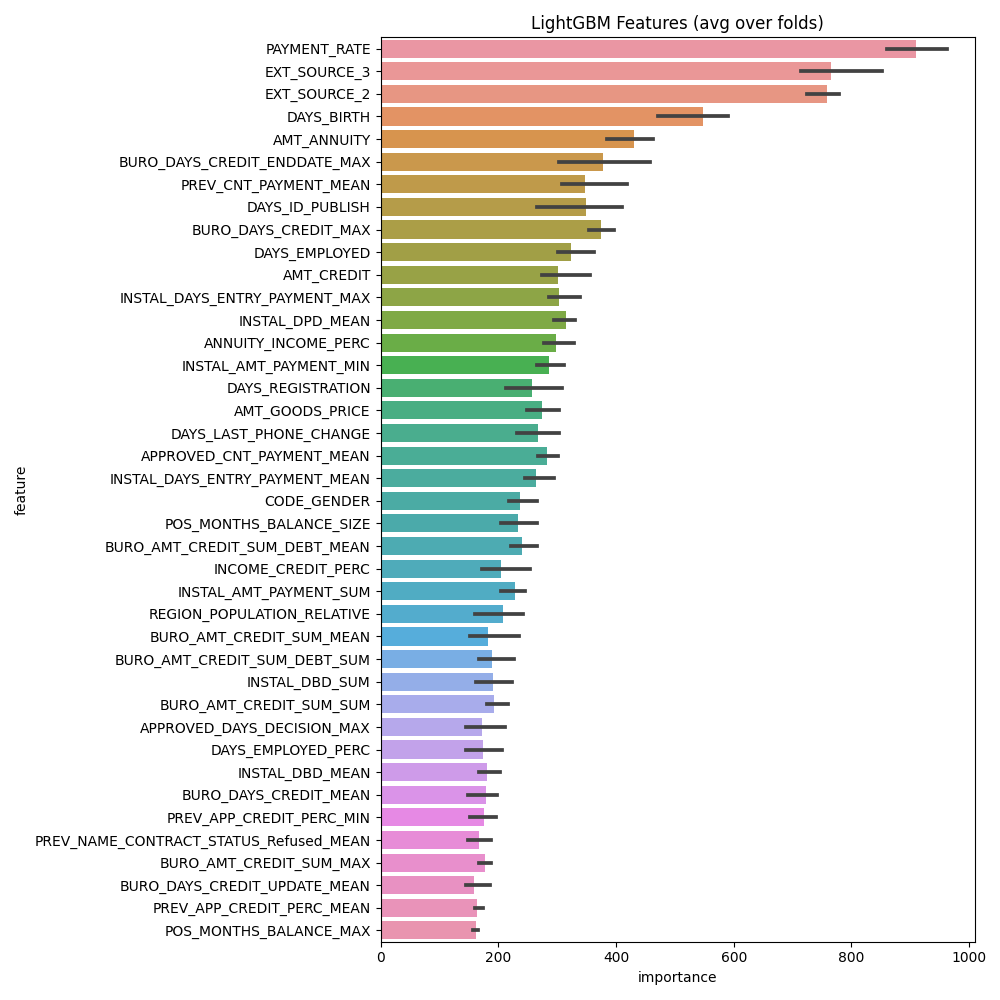 LightGBM Features (avg over folds)
PAYMENT_RATE
EXT_SOURCE_3
EXT_SOURCE_2
DAYS_BIRTH
AMT_ANNUITY
BURO_DAYS_CREDIT_ENDDATE_MAX
PREV_CNT_PAYMENT_MEAN
DAYS_ID_PUBLISH
BURO_DAYS_CREDIT_MAX
DAYS_EMPLOYED
AMT_CREDIT
INSTAL_DAYS_ENTRY_PAYMENT_MAX
INSTAL_DPD_MEAN
ANNUITY_INCOME_PERC
INSTAL_AMT_PAYMENT_MIN
DAYS_REGISTRATION
AMT_GOODS_PRICE
DAYS_LAST_PHONE_CHANGE
APPROVED_CNT_PAYMENT_MEAN
INSTAL_DAYS_ENTRY_PAYMENT_MEAN
CODE_GENDER
POS_MONTHS_BALANCE_SIZE
BURO_AMT_CREDIT_SUM_DEBT_MEAN
INCOME_CREDIT_PERC
INSTAL_AMT_PAYMENT_SUM
REGION_POPULATION_RELATIVE
BURO_AMT_CREDIT_SUM_MEAN
BURO_AMT_CREDIT_SUM_DEBT_SUM
INSTAL_DBD_SUM
BURO_AMT_CREDIT_SUM_SUM
APPROVED_DAYS_DECISION_MAX
DAYS_EMPLOYED_PERC
INSTAL_DBD_MEAN
BURO_DAYS_CREDIT_MEAN
PREV_APP_CREDIT_PERC_MIN
PREV_NAME_CONTRACT_STATUS_Refused_MEAN
BURO_AMT_CREDIT_SUM_MAX
BURO_DAYS_CREDIT_UPDATE_MEAN
PREV_APP_CREDIT_PERC_MEAN
POS_MONTHS_BALANCE_MAX
feature
0 200 400 600 800 1000
importance